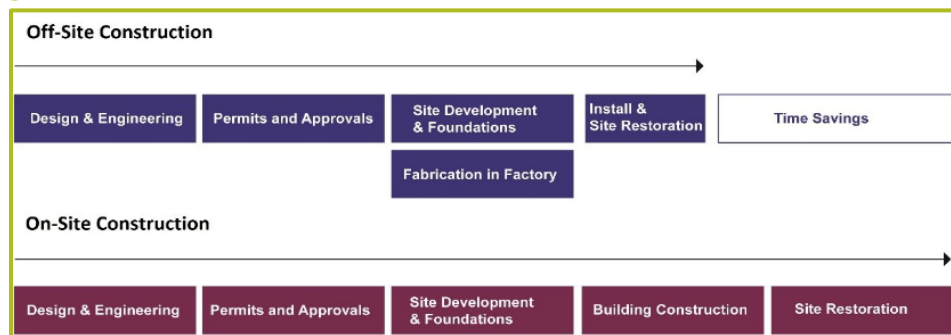 Off-Site Construction
Design & Engineering
Permits and Approvals
Site Development
& Foundations
Install &
Site Restoration
Time Savings
Fabrication in Factory
On-Site Construction
Design & Engineering
Permits and Approvals
Site Development
& Foundations
Building Construction
Site Restoration